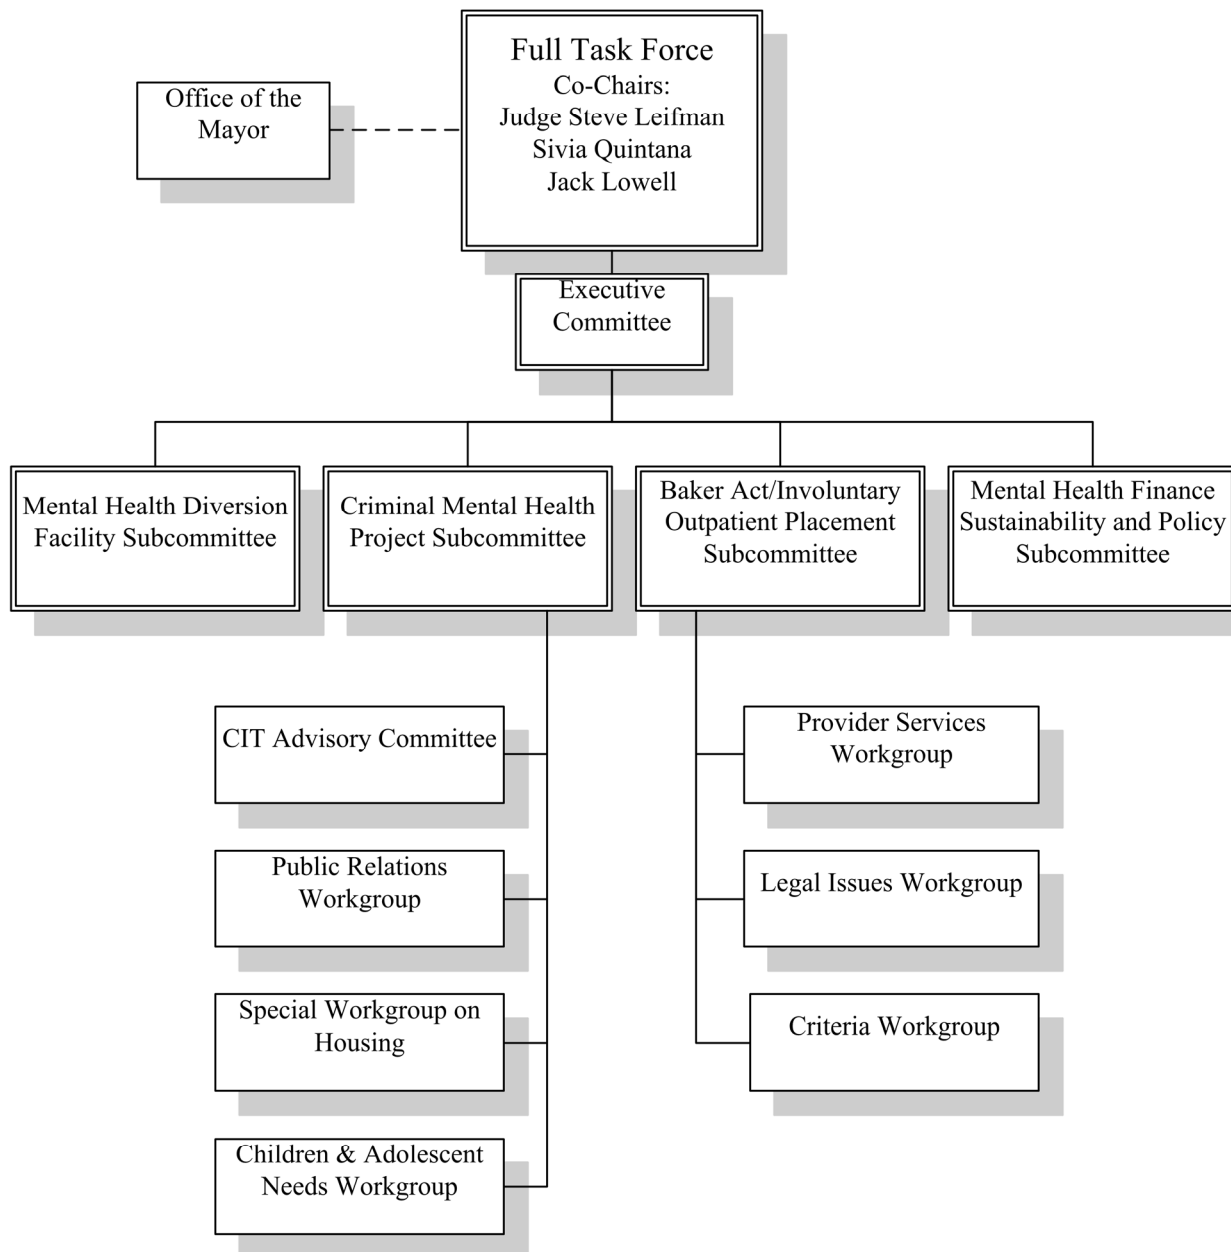 Full Task Force
Co-Chairs:
Judge Steve Leifman
Sivia Quintana
Jack Lowell
Office of the
Mayor
Executive
Committee
Mental Health Diversion
Facility Subcommittee
Criminal Mental Health
Project Subcommittee
Baker Act/Involuntary
Outpatient Placement
Subcommittee
Mental Health Finance
Sustainability and Policy
Subcommittee
CIT Advisory Committee
Public Relations
Workgroup
Special Workgroup on
Housing
Children & Adolescent
Needs Workgroup
Provider Services
Workgroup
Legal Issues Workgroup
Criteria Workgroup